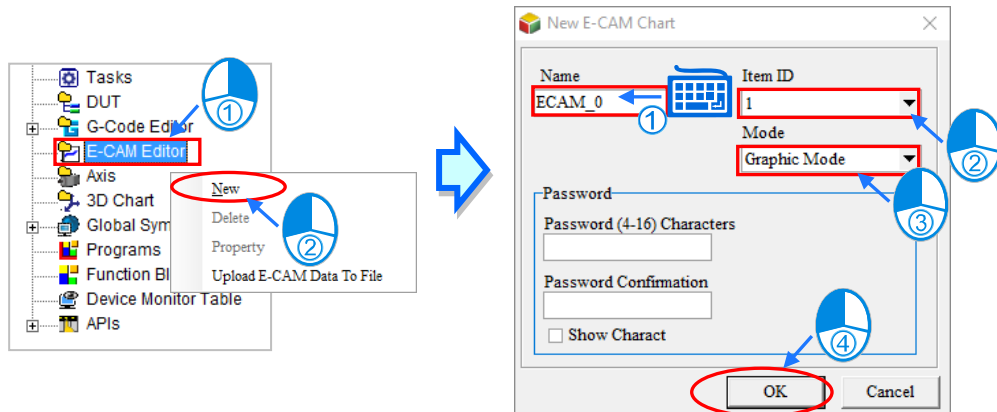 Tasks
DUT
G-Code Editor
E-CAM Editor
Axis
3D Chart
Global Sym
Programs
Function Bl
Device Monitor Table
APIs
①
New
Delete
Property
Upload E-CAM Data To File
②
New E-CAM Chart
Name
Item ID
ECAM_0
1
①
②
Mode
Graphic Mode
③
Password
Password (4-16) Characters
Password Confirmation
Show Charact
④
OK
Cancel